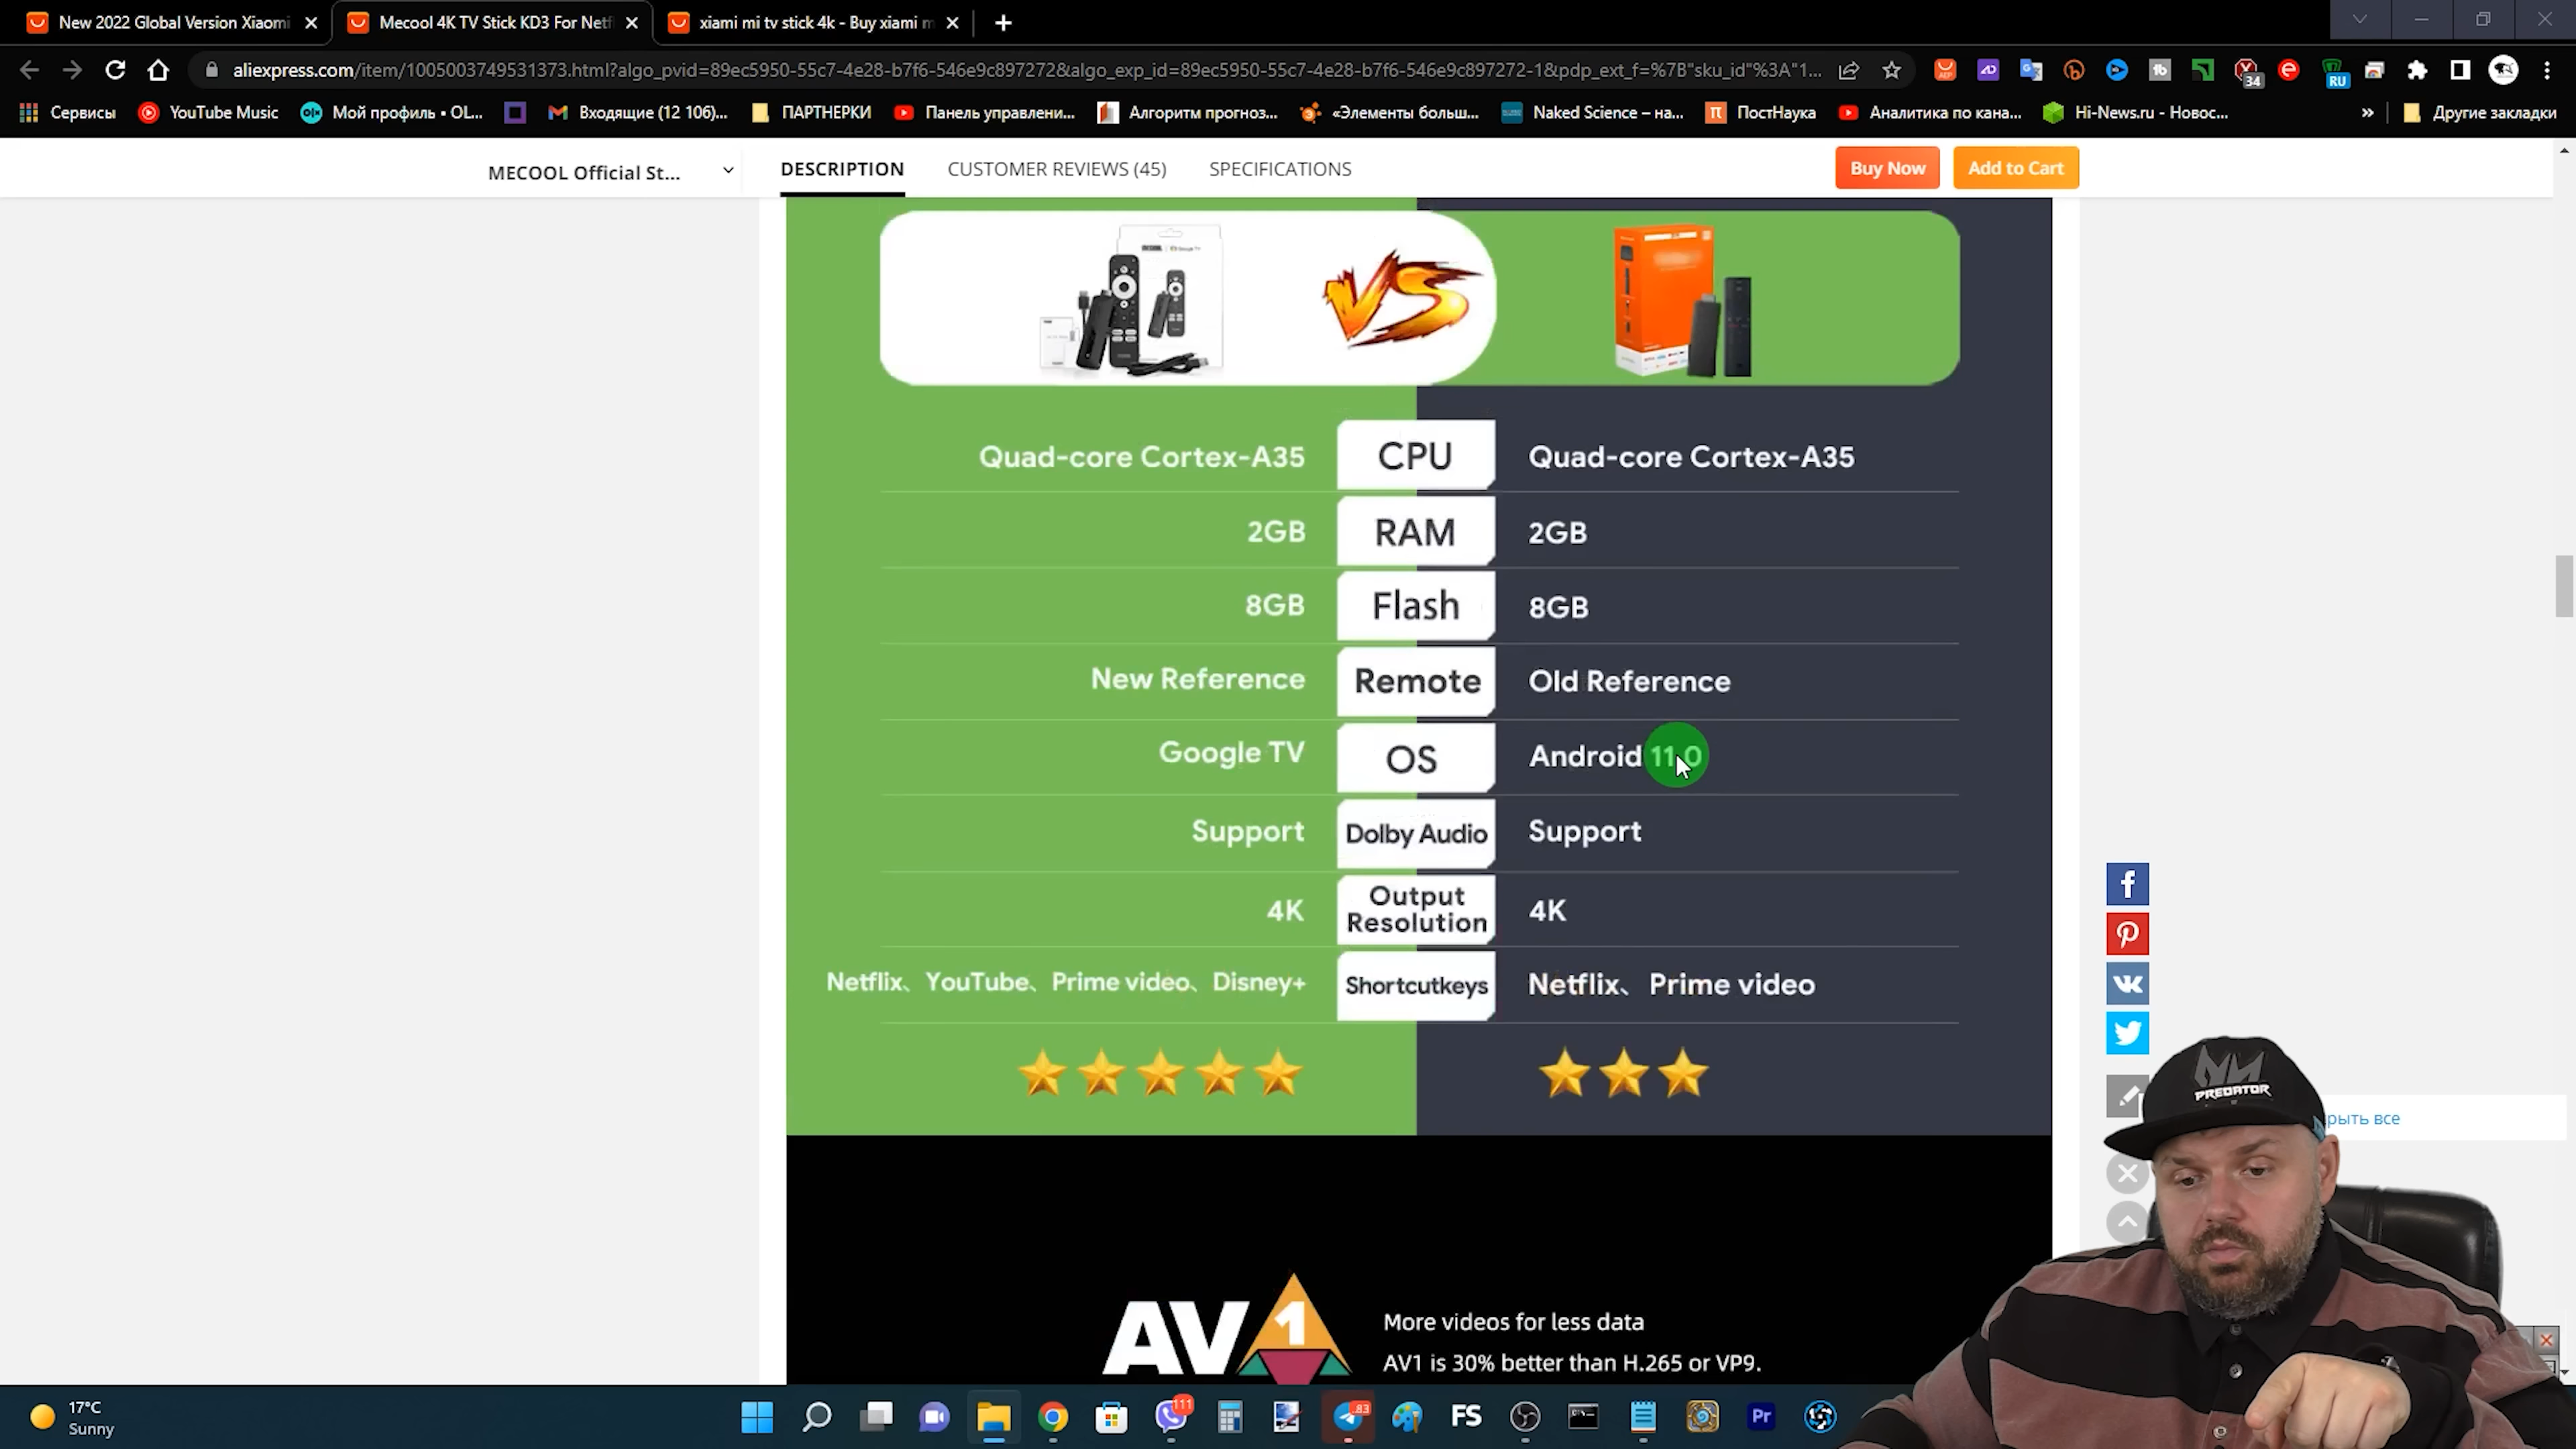 New 2022 Global Version Xiaomi
Mecool 4K TV Stick KD3 For Netf
xiami mi tv stick 4k - Buy xiami m
aliexpress.com/item/1005003749531373.html?algo_pvid=89ec5950-55c7-4e28-b7f6-546e9c897272&algo_exp_id=89ec5950-55c7-4e28-b7f6-546e9c897272-1&pdp_ext_f=%7B"sku_id"%3A"1...
34
RU
Сервисы YouTube Music Мой профиль • OL... Входящие (12 106)... ПАРТНЕРКИ Панель управлени... Алгоритм прогноз... «Элементы больш... Naked Science – на... ПостНаука Аналитика по кана... Hi-News.ru - Новос... » Другие закладки
MECOOL Official St... DESCRIPTION CUSTOMER REVIEWS (45) SPECIFICATIONS Buy Now Add to Cart
VS
Quad-core Cortex-A35 CPU Quad-core Cortex-A35
2GB RAM 2GB
8GB Flash 8GB
New Reference Remote Old Reference
Google TV OS Android 11.0
Support Dolby Audio Support
4K Output Resolution 4K
Netflix、YouTube、Prime video、Disney+ Shortcutkeys Netflix、Prime video
PREDATOR
рыть все
AV1
More videos for less data
AV1 is 30% better than H.265 or VP9.
17°C
Sunny
111
83
FS
Pr